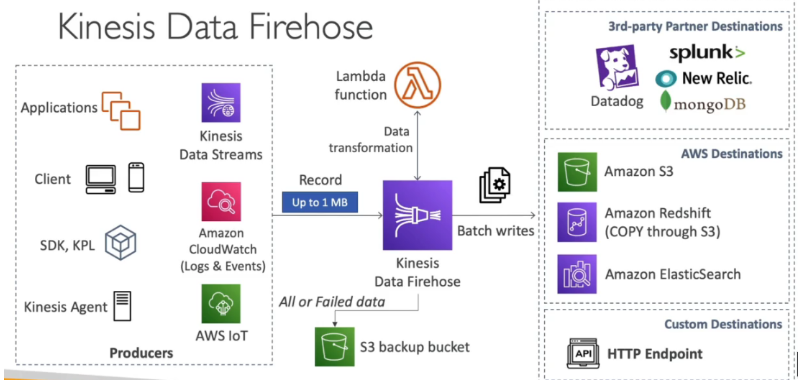 Kinesis Data Firehose
Applications
Client
SDK, KPL
Kinesis Agent
Kinesis
Data Streams
Amazon
CloudWatch
(Logs & Events)
AWS IoT
Producers
Record
Up to 1 MB
Lambda
function
Data
transformation
Kinesis
Data Firehose
All or Failed data
S3 backup bucket
Batch writes
3rd-party Partner Destinations
Datadog
splunk>
New Relic.
mongoDB
AWS Destinations
Amazon S3
Amazon Redshift
(COPY through S3)
Amazon ElasticSearch
Custom Destinations
API
HTTP Endpoint